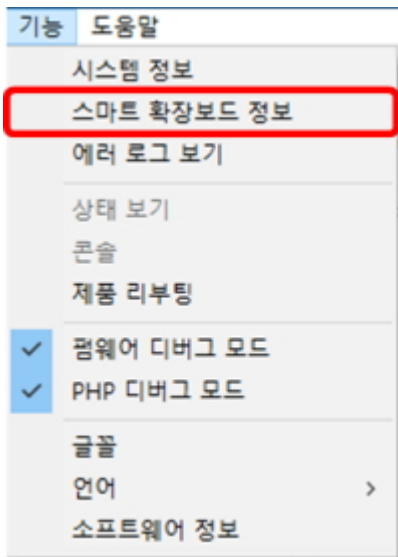 기능 도움말
시스템 정보
스마트 확장보드 정보
에러 로그 보기
상태 보기
콘솔
제품 리부팅
펌웨어 디버그 모드
PHP 디버그 모드
글꼴
언어
소프트웨어 정보